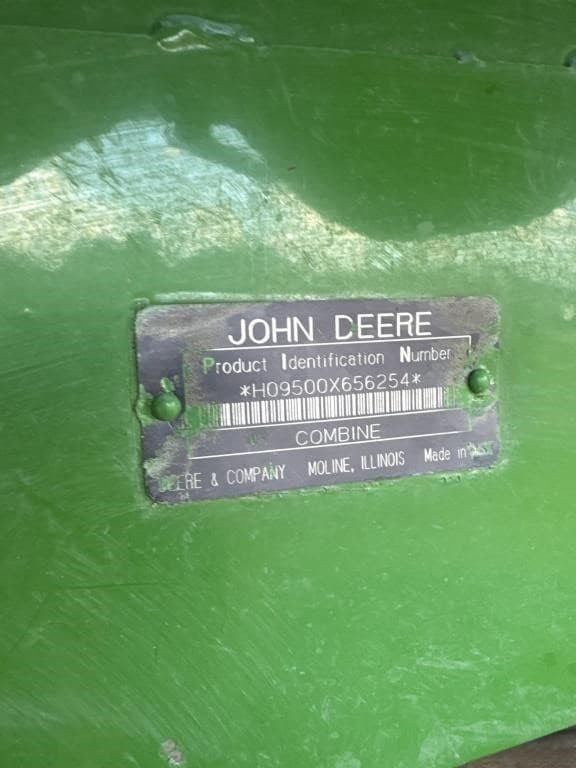 JOHN DEERE
Product Identification Number
*H09500X656254*
COMBINE
DEERE & COMPANY MOLINE, ILLINOIS Made in